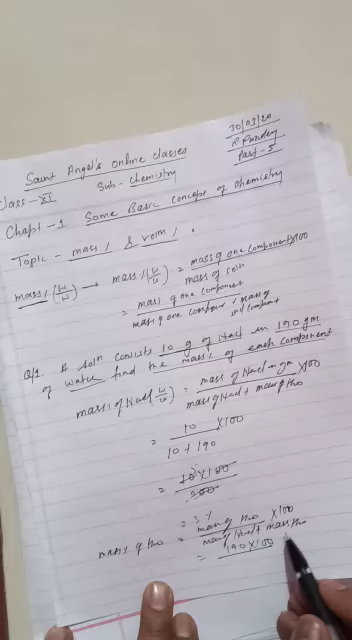 30/03/20
R. Pandey
Part-5
Saint Angel's online classes
Class-XI Sub-chemistry
Chapt-1 Some Basic concept of chemistry
Topic - mass% & vol%.
mass% (w/w) → mass% (w/w) = mass of one component × 100 / mass of soln
= mass of one component / mass of one component + mass of
Q/1 A soln consists 10 g of Nacl in 190 gm
of water find the mass% of each component
mass% of Nacl (w/w) = mass of Nacl in gm × 100 / mass of Nacl + mass of H2O
= 10 × 100 / 10 + 190
= 10 × 100 / 200
= 5%
mass% of H2O = mass of H2O × 100 / mass of Nacl + mass H2O
= 190 × 100